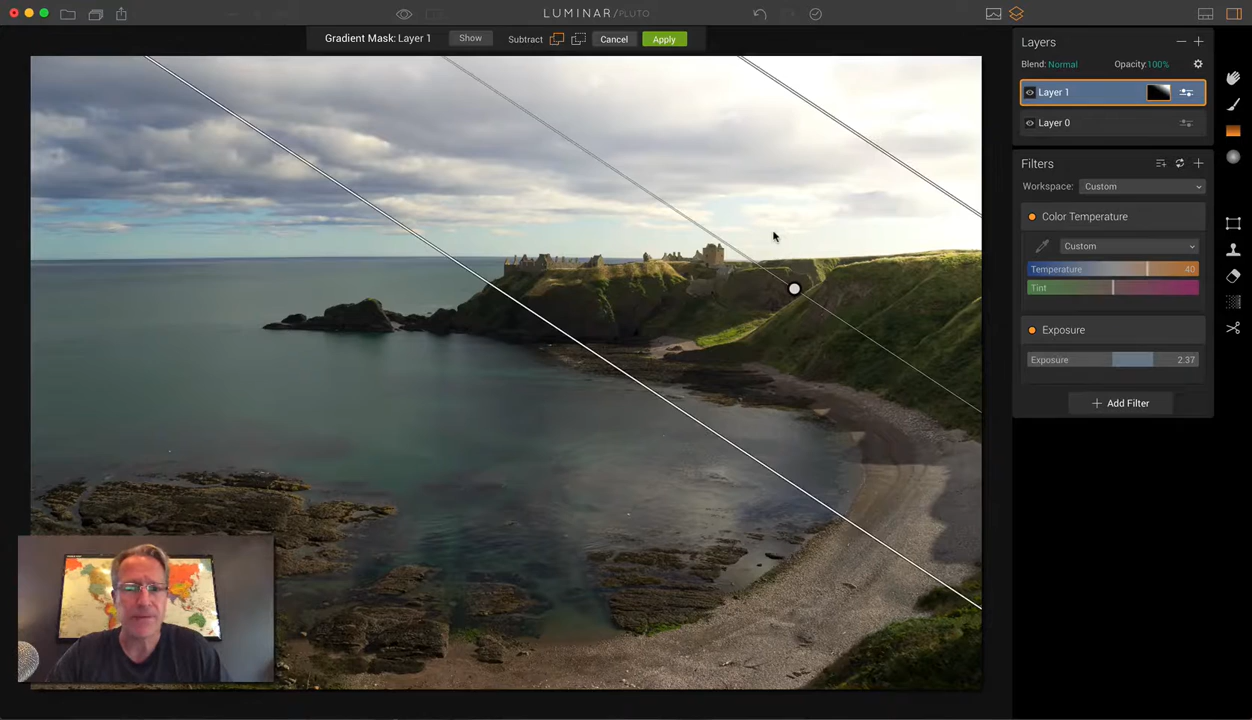 LUMINAR/PLUTO
Gradient Mask: Layer 1 Show Subtract Cancel Apply
Layers
Blend: Normal Opacity:100%
Layer 1
Layer 0
Filters
Workspace: Custom
Color Temperature
Custom
Temperature 40
Tint
Exposure
Exposure 2.37
+ Add Filter